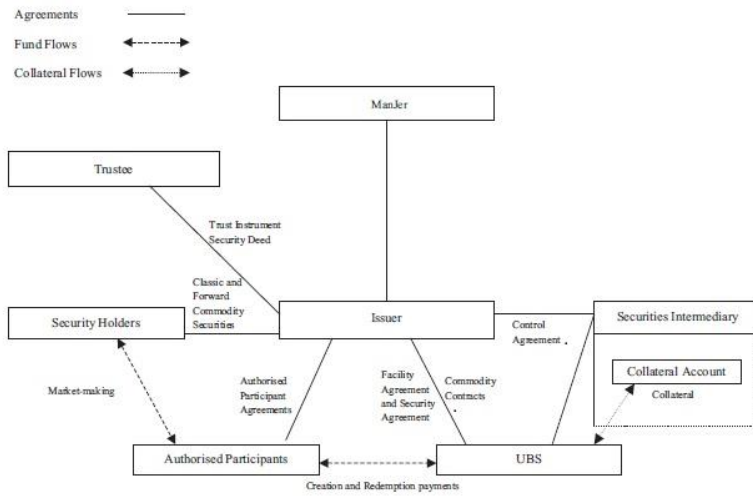 Agreements
Fund Flows
Collateral Flows
ManJer
Trustee
Trust Instrument
Security Deed
Classic and
Forward
Commodity
Securities
Security Holders
Issuer
Securities Intermediary
Control
Agreement
Collateral Account
Collateral
Market-making
Authorised
Participant
Agreements
Facility
Agreement
and Security
Agreement
Commodity
Contracts
Authorised Participants
UBS
Creation and Redemption payments